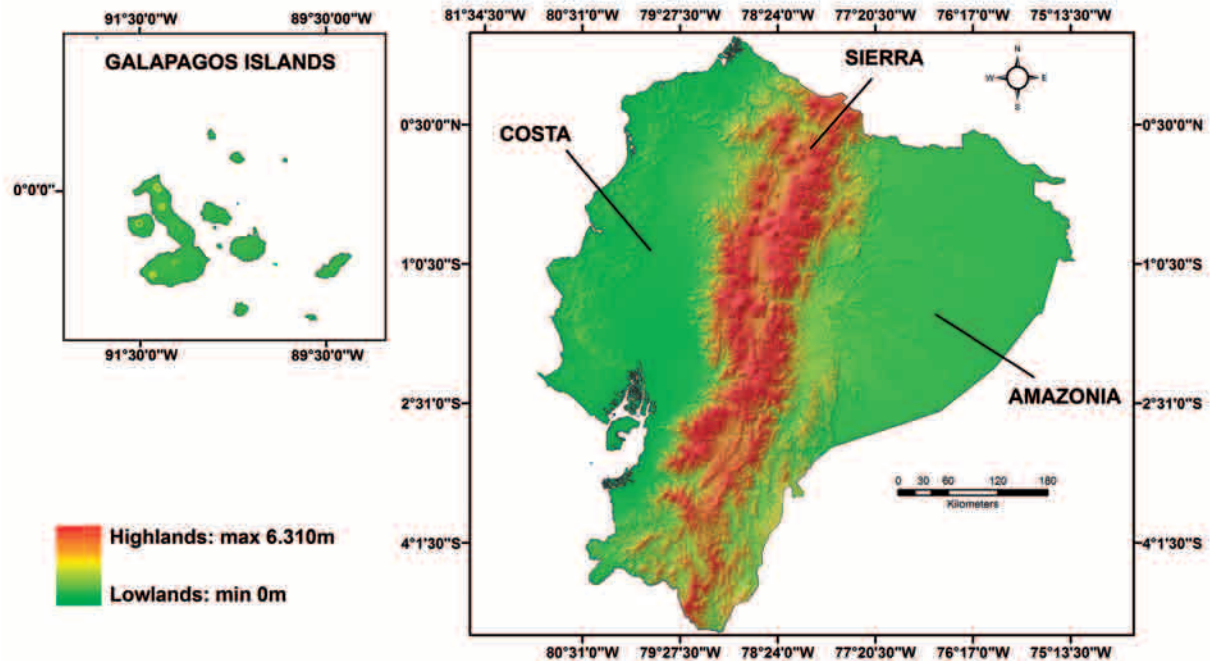 81°34'30"W 80°31'0"W 79°27'30"W 78°24'0"W 77°20'30"W 76°17'0"W 75°13'30"W
91°30'0"W 89°30'0"W
GALAPAGOS ISLANDS
0°0'0"
91°30'0"W 89°30'0"W
SIERRA
N
W E
S
COSTA
AMAZONIA
0°30'0"N
1°0'30"S
2°31'0"S
4°1'30"S
0°30'0"N
1°0'30"S
2°31'0"S
4°1'30"S
0 30 60 120 180
Kilometers
Highlands: max 6.310m
Lowlands: min 0m
80°31'0"W 79°27'30"W 78°24'0"W 77°20'30"W 76°17'0"W 75°13'30"W